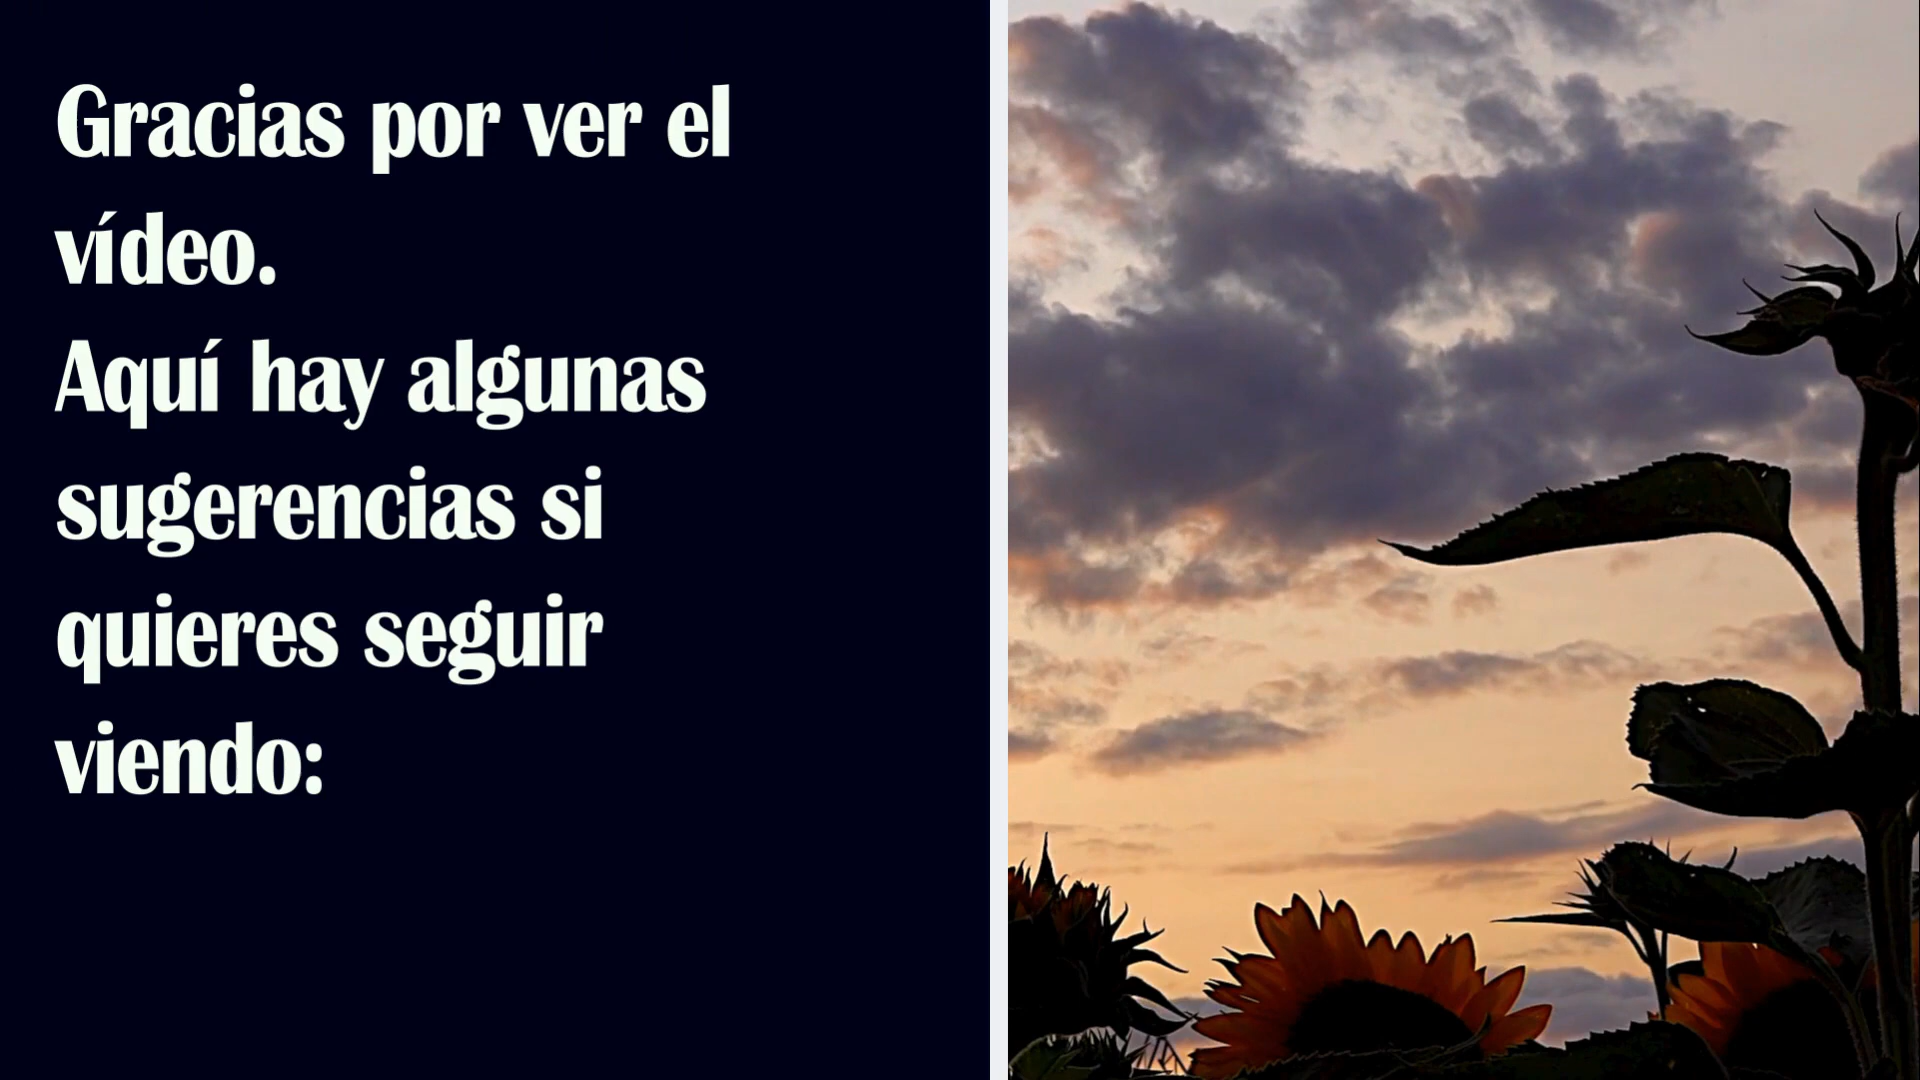 Gracias por ver el
vídeo.
Aquí hay algunas
sugerencias si
quieres seguir
viendo: